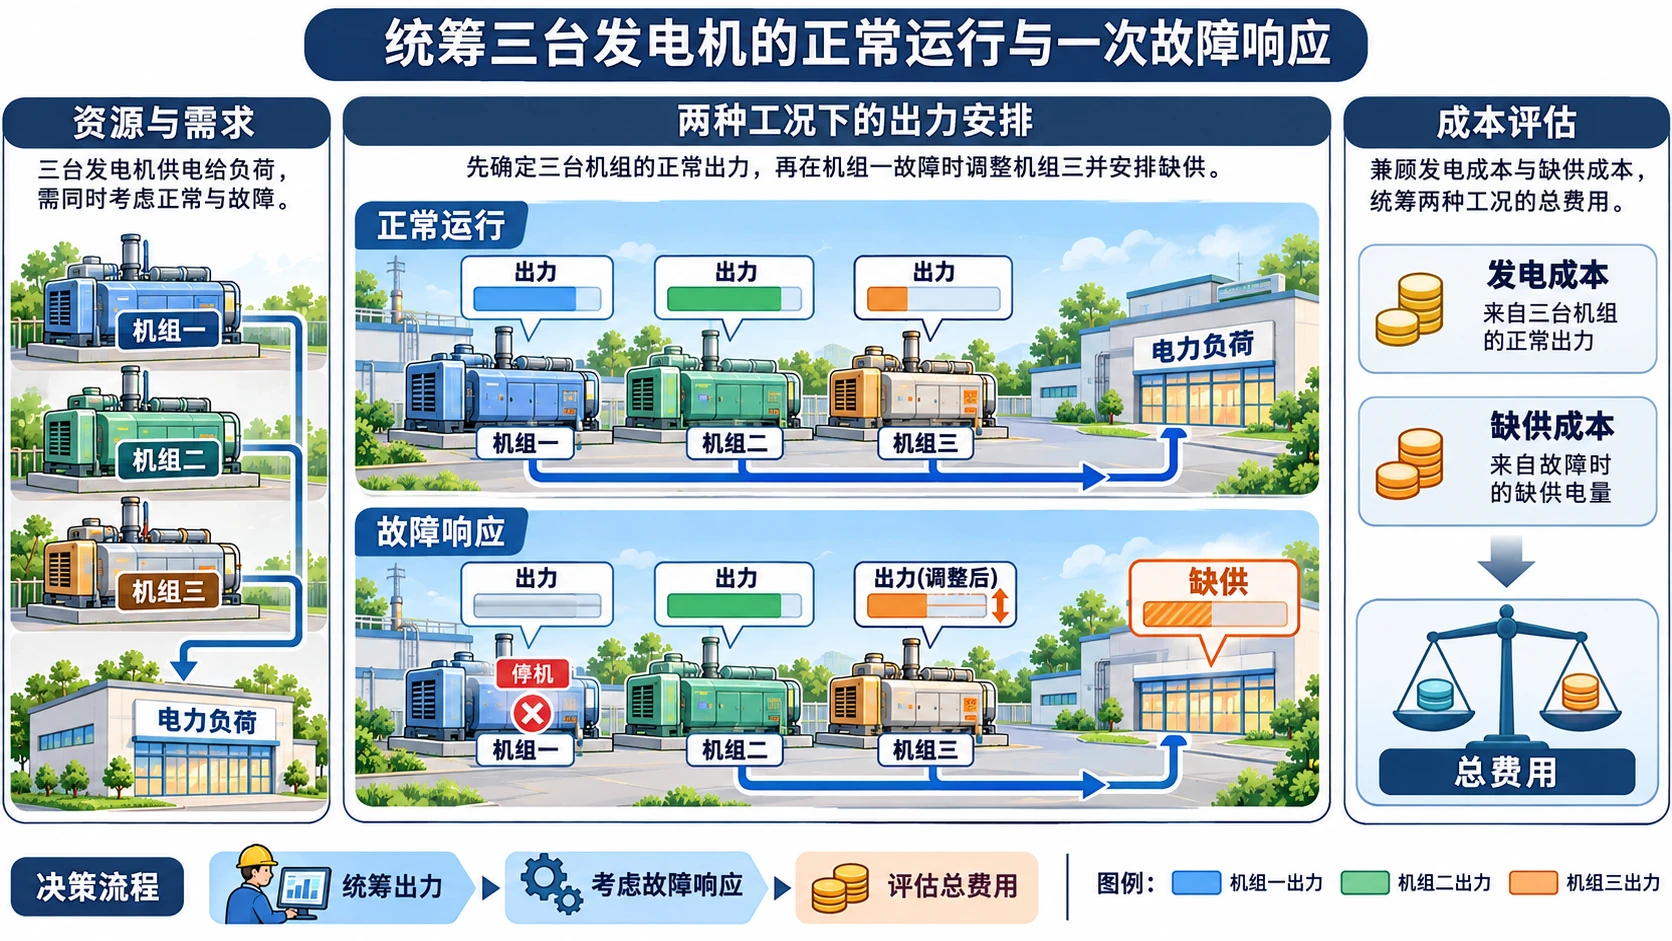 统筹三台发电机的正常运行与一次故障响应
资源与需求
三台发电机供电给负荷，
需同时考虑正常与故障。
机组一
机组二
机组三
电力负荷
两种工况下的出力安排
先确定三台机组的正常出力，再在机组一故障时调整机组三并安排缺供。
正常运行
出力
出力
出力
电力负荷
机组一
机组二
机组三
故障响应
出力
出力
出力(调整后)
缺供
停机
机组一
机组二
机组三
成本评估
兼顾发电成本与缺供成本，
统筹两种工况的总费用。
发电成本
来自三台机组
的正常出力
缺供成本
来自故障时
的缺供电量
总费用
决策流程
统筹出力
考虑故障响应
评估总费用
图例：
机组一出力
机组二出力
机组三出力